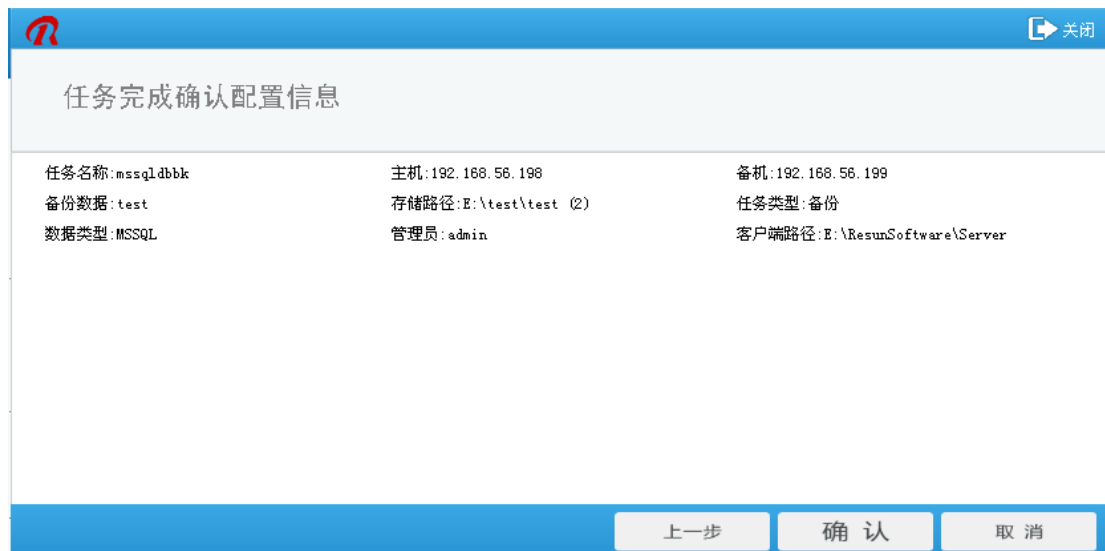 关闭
任务完成确认配置信息
任务名称:mssqldbbk 主机:192.168.56.198 备机:192.168.56.199
备份数据:test 存储路径:E:\test\test (2) 任务类型:备份
数据类型:MSSQL 管理员:admin 客户端路径:E:\ResunSoftware\Server
上一步 确 认 取 消